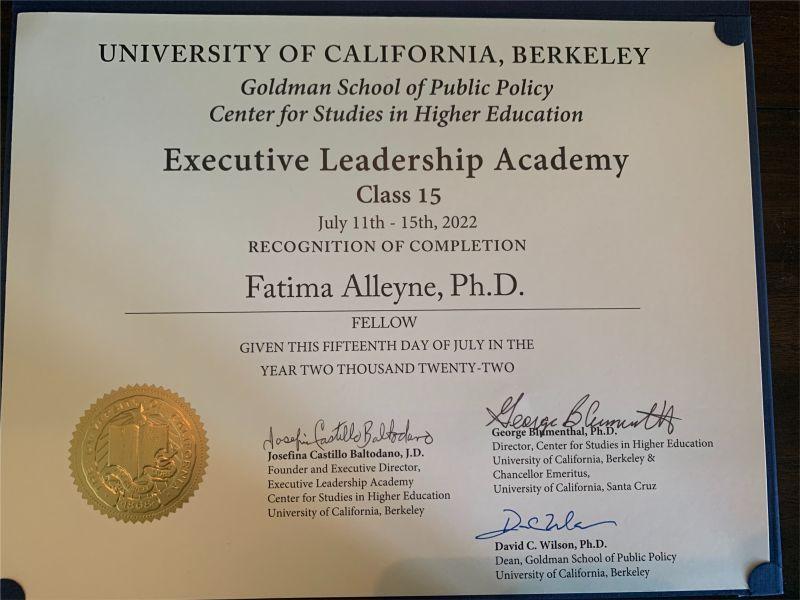 UNIVERSITY OF CALIFORNIA, BERKELEY
Goldman School of Public Policy
Center for Studies in Higher Education
Executive Leadership Academy
Class 15
July 11th - 15th, 2022
RECOGNITION OF COMPLETION
Fatima Alleyne, Ph.D.
FELLOW
GIVEN THIS FIFTEENTH DAY OF JULY IN THE
YEAR TWO THOUSAND TWENTY-TWO
Josefina Castillo Baltodano
Josefina Castillo Baltodano, J.D.
Founder and Executive Director,
Executive Leadership Academy
Center for Studies in Higher Education
University of California, Berkeley
George Blumenthal
George Blumenthal, Ph.D.
Director, Center for Studies in Higher Education
University of California, Berkeley &
Chancellor Emeritus,
University of California, Santa Cruz
David C. Wilson, Ph.D.
Dean, Goldman School of Public Policy
University of California, Berkeley
1868